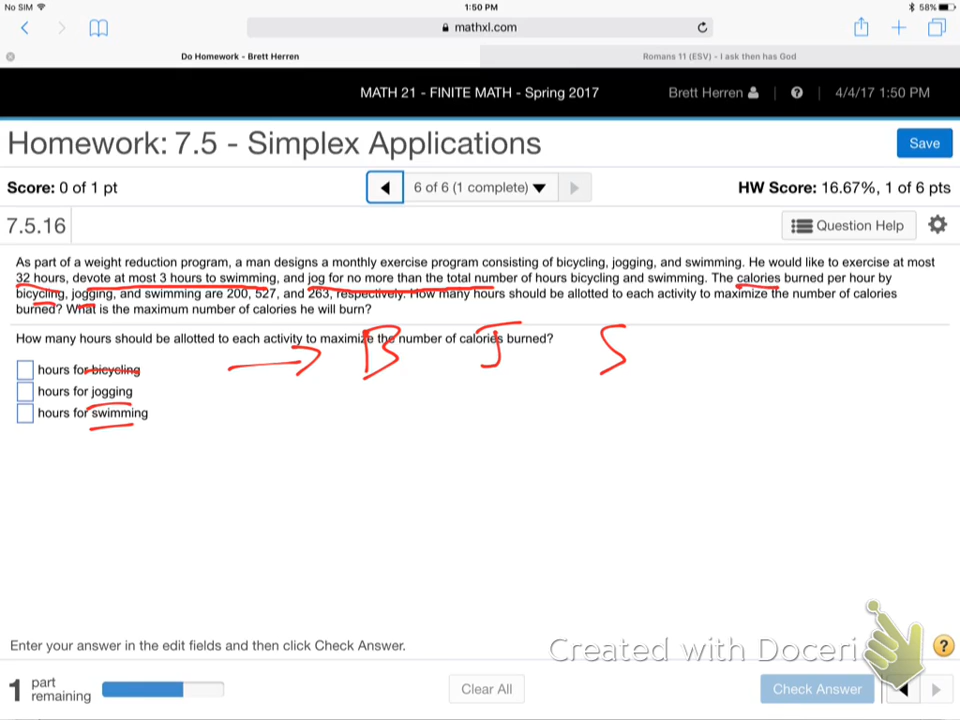 No SIM 1:50 PM 58%
mathxl.com
Do Homework - Brett Herren Romans 11 (ESV) - I ask then has God
MATH 21 - FINITE MATH - Spring 2017 Brett Herren ? 4/4/17 1:50 PM
Homework: 7.5 - Simplex Applications Save
Score: 0 of 1 pt 6 of 6 (1 complete) HW Score: 16.67%, 1 of 6 pts
7.5.16 Question Help
As part of a weight reduction program, a man designs a monthly exercise program consisting of bicycling, jogging, and swimming. He would like to exercise at most
32 hours, devote at most 3 hours to swimming, and jog for no more than the total number of hours bicycling and swimming. The calories burned per hour by
bicycling, jogging, and swimming are 200, 527, and 263, respectively. How many hours should be allotted to each activity to maximize the number of calories
burned? What is the maximum number of calories he will burn?
How many hours should be allotted to each activity to maximize the number of calories burned?
B J S
hours for bicycling
hours for jogging
hours for swimming
Enter your answer in the edit fields and then click Check Answer.
Created with Doceri
?
1 part remaining Clear All Check Answer